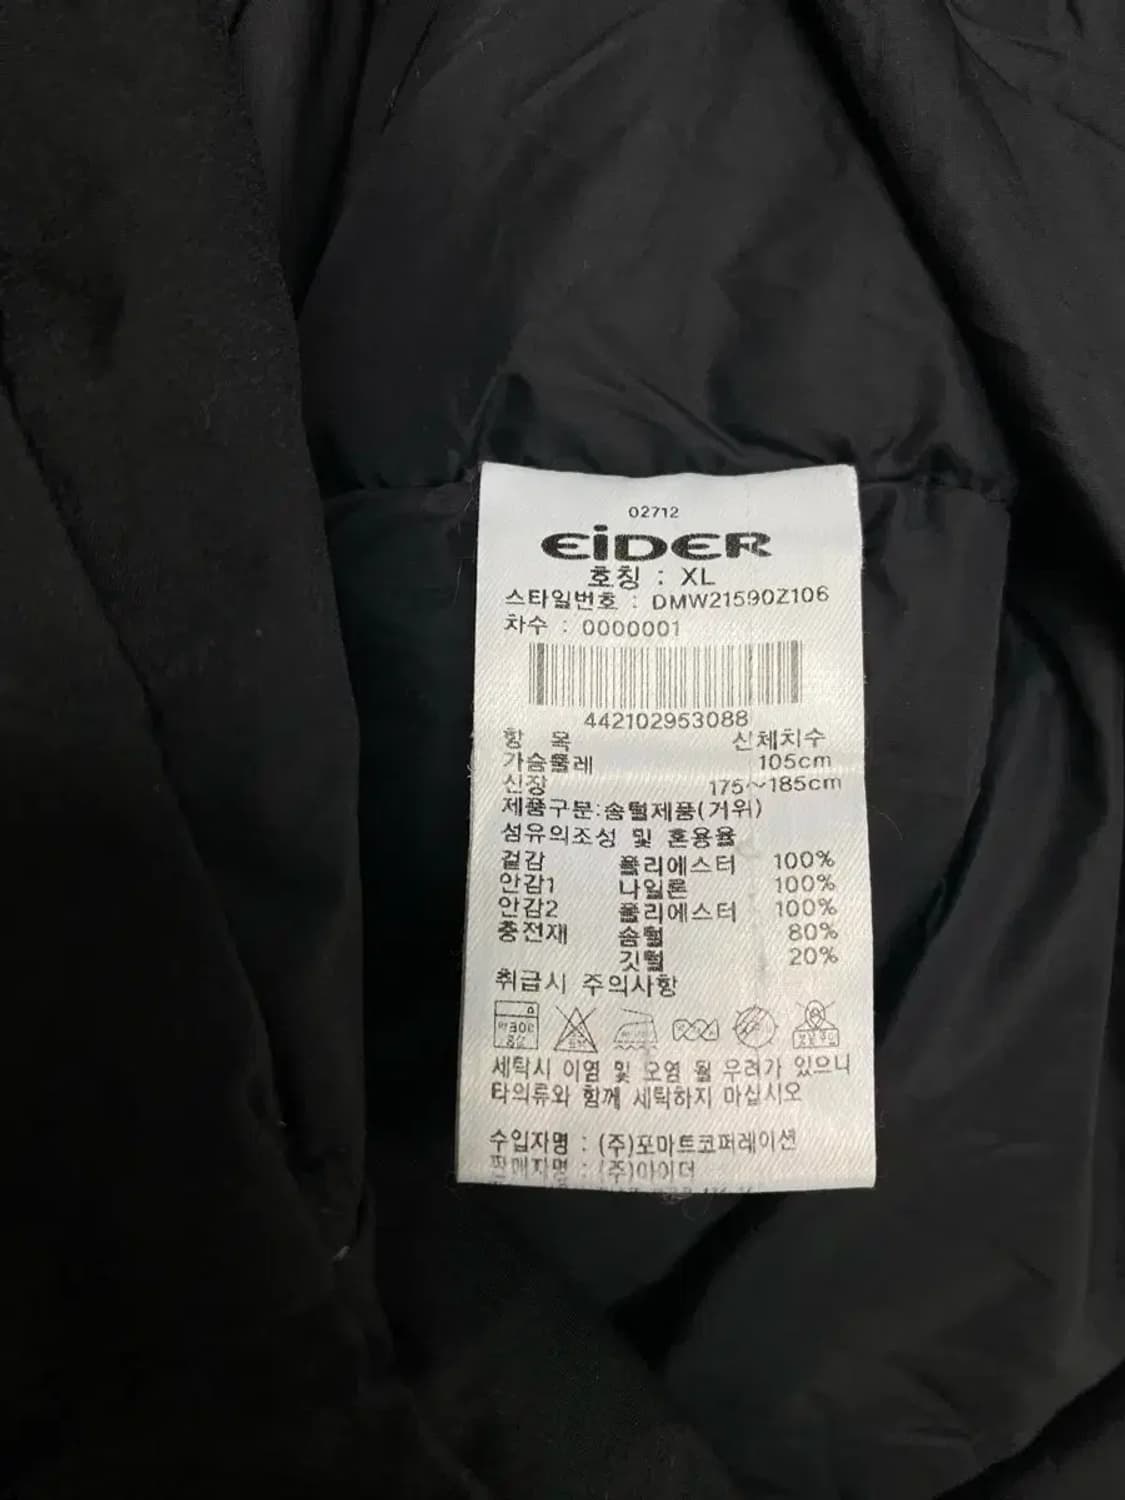 02712
EiDER
호칭 : XL
스타일번호 : DMW21590Z106
차수 : 0000001
442102953088
항 목 신체치수
가슴둘레 105cm
신장 175~185cm
제품구분:솜털제품(거위)
섬유의조성 및 혼용율
겉감 폴리에스터 100%
안감1 나일론 100%
안감2 폴리에스터 100%
충전재 솜털 80%
깃털 20%
취급시 주의사항
세탁시 이염 및 오염 될 우려가 있으니
타의류와 함께 세탁하지 마십시오
수입자명 : (주)포마트코퍼레이션
판매자명 : (주)아이더